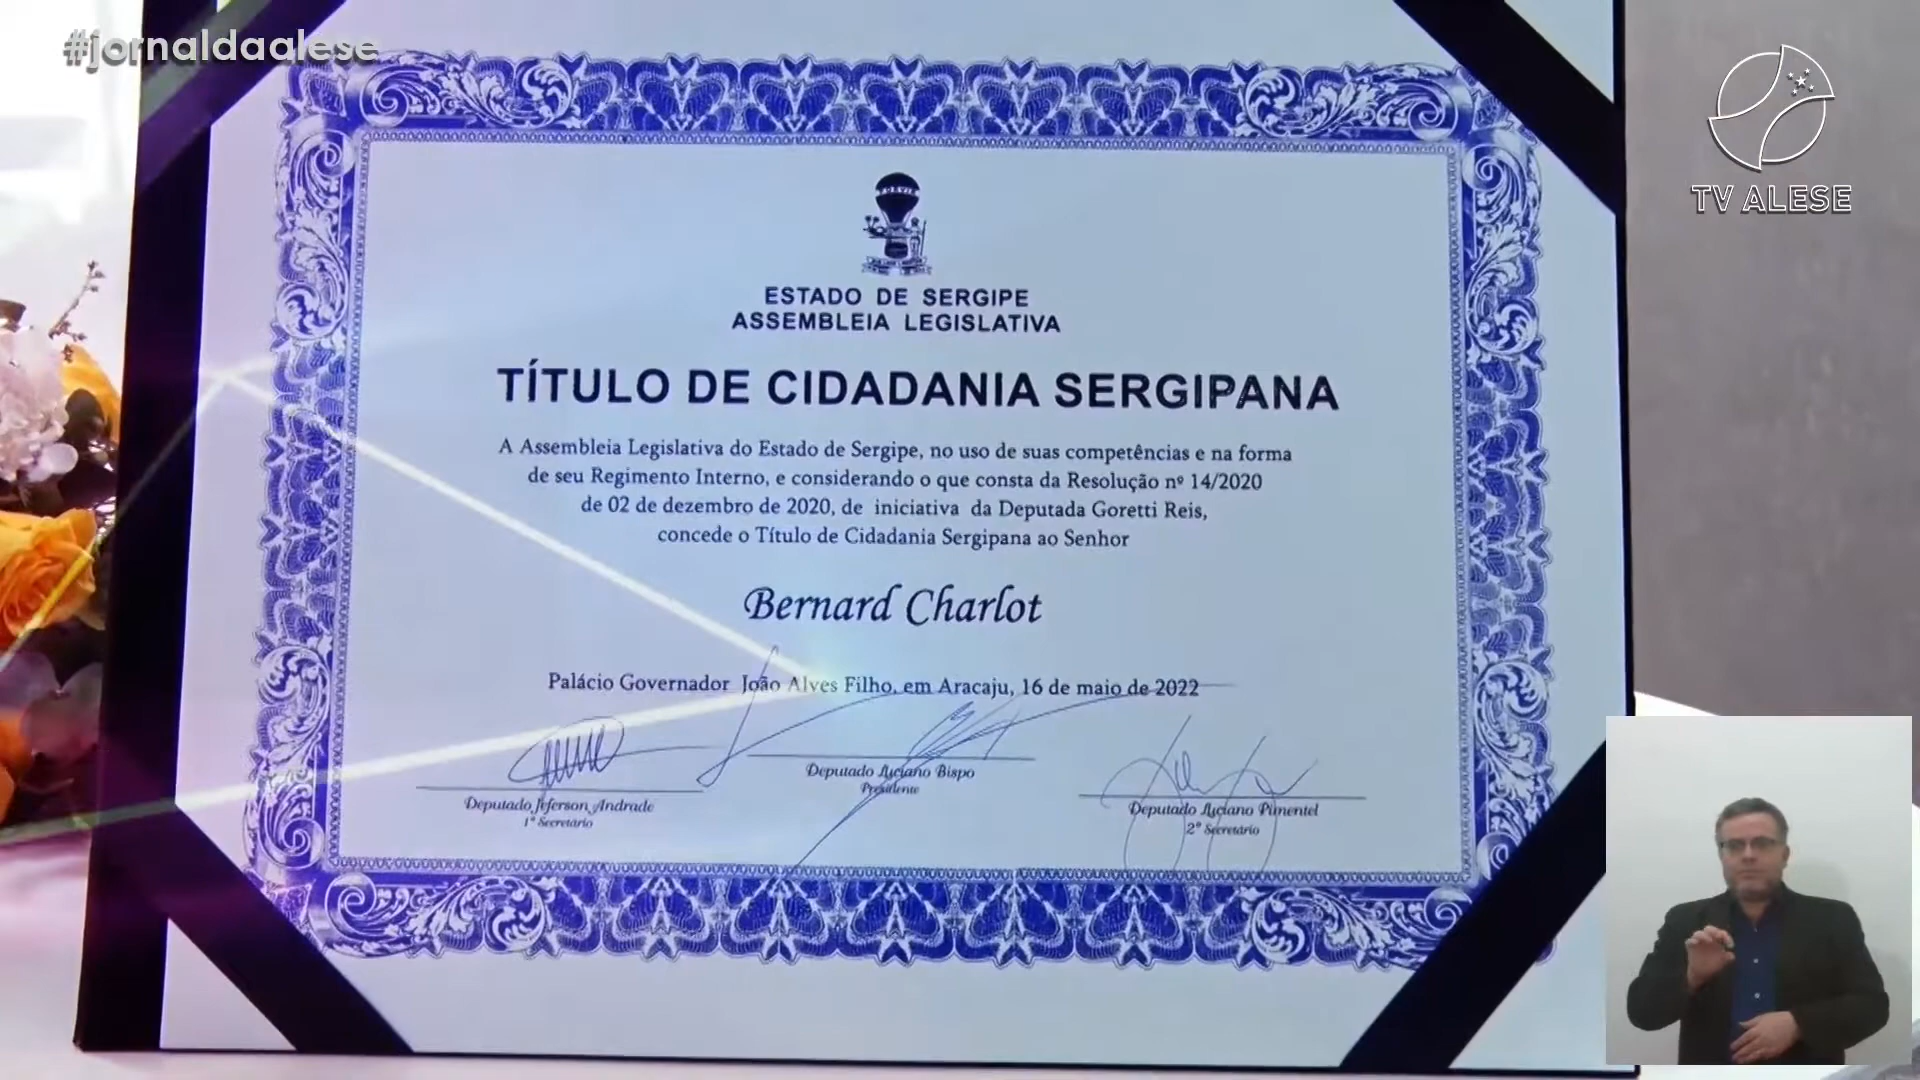 #jornaldaalese
TV ALESE
ESTADO DE SERGIPE
ASSEMBLEIA LEGISLATIVA
TÍTULO DE CIDADANIA SERGIPANA
A Assembleia Legislativa do Estado de Sergipe, no uso de suas competências e na forma
de seu Regimento Interno, e considerando o que consta da Resolução nº 14/2020
de 02 de dezembro de 2020, de iniciativa da Deputada Goretti Reis,
concede o Título de Cidadania Sergipana ao Senhor
Bernard Charlot
Palácio Governador João Alves Filho, em Aracaju, 16 de maio de 2022
Deputado Luciano Bispo
Presidente
Deputado Jeferson Andrade
1º Secretário
Deputado Luciano Pimentel
2º Secretário